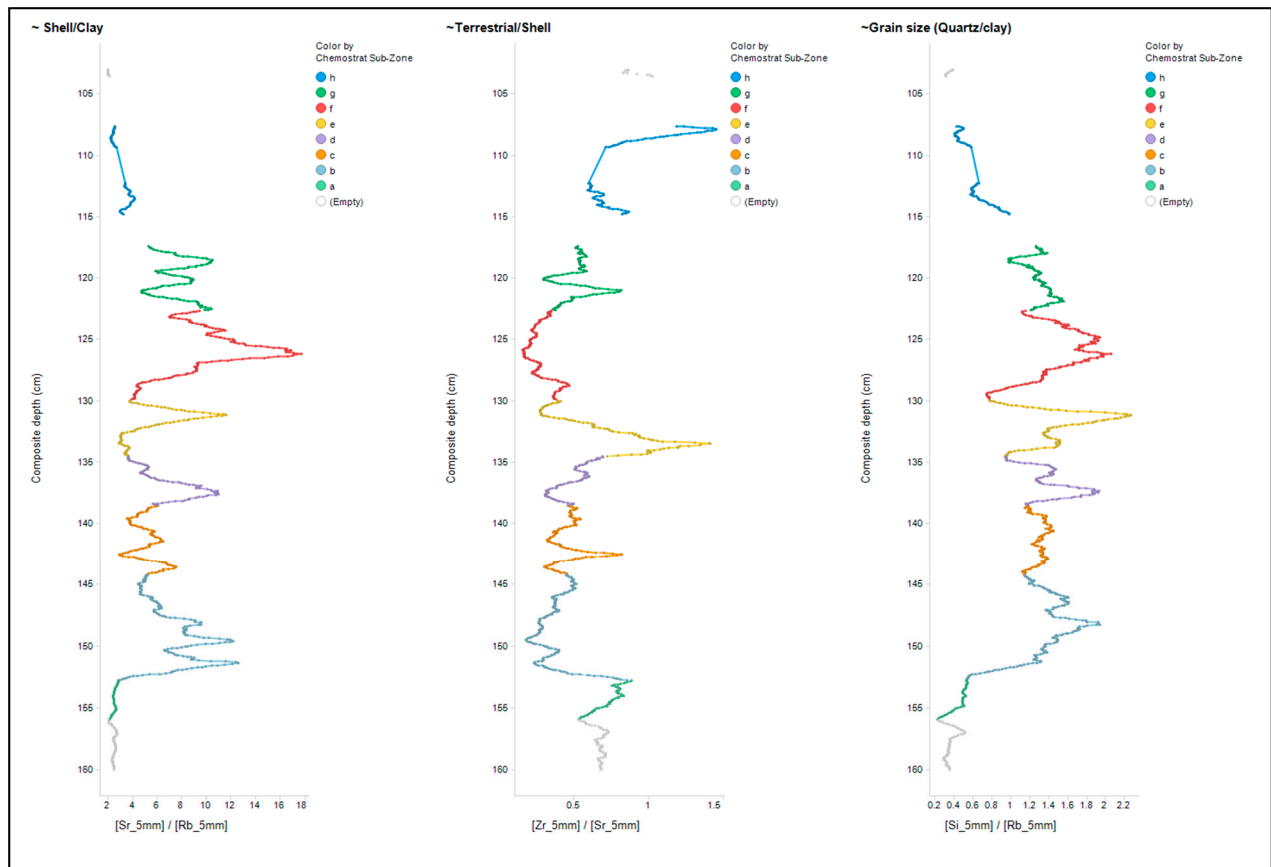 ~ Shell/Clay
Color by
Chemostrat Sub-Zone
h
g
f
e
d
c
b
a
(Empty)
105
110
115
120
125
130
135
140
145
150
155
160
Composite depth (cm)
2 4 6 8 10 12 14 16 18
[Sr_5mm] / [Rb_5mm]
~Terrestrial/Shell
Color by
Chemostrat Sub-Zone
h
g
f
e
d
c
b
a
(Empty)
105
110
115
120
125
130
135
140
145
150
155
160
Composite depth (cm)
0.5 1 1.5
[Zr_5mm] / [Sr_5mm]
~Grain size (Quartz/clay)
Color by
Chemostrat Sub-Zone
h
g
f
e
d
c
b
a
(Empty)
105
110
115
120
125
130
135
140
145
150
155
160
Composite depth (cm)
0.2 0.4 0.6 0.8 1 1.2 1.4 1.6 1.8 2 2.2
[Si_5mm] / [Rb_5mm]